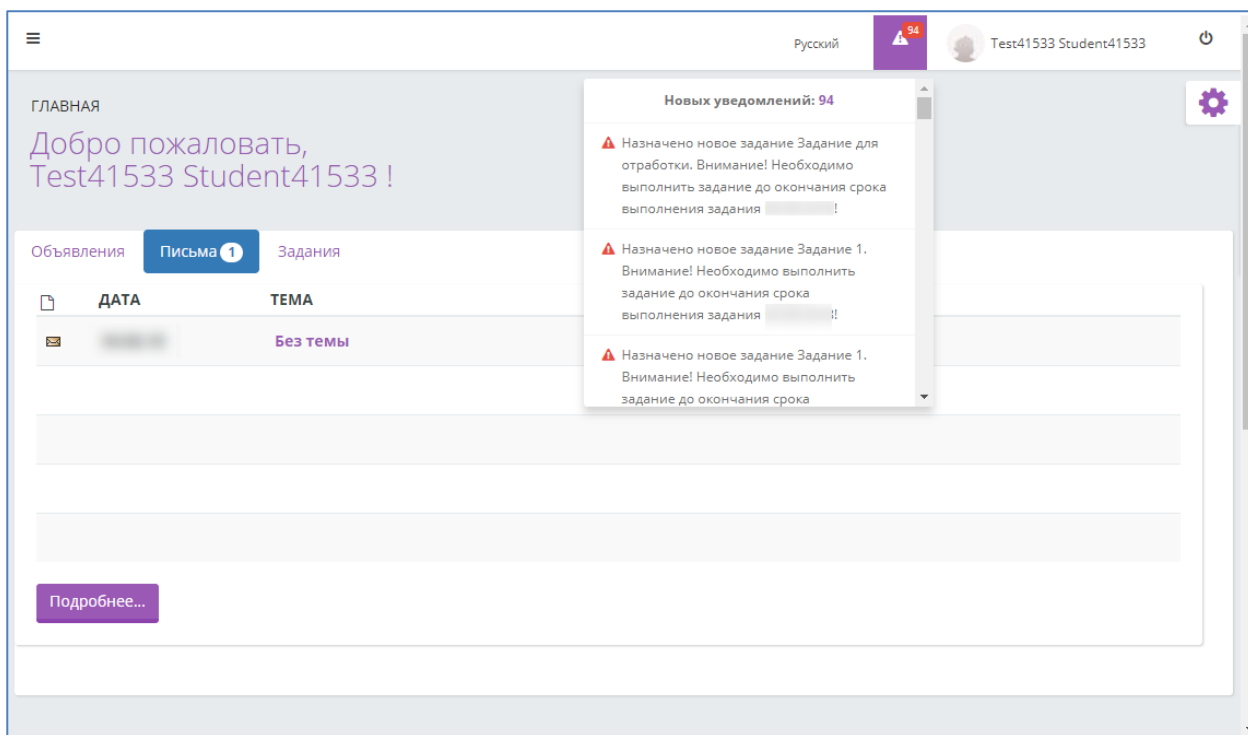 Русский
94
Test41533 Student41533
ГЛАВНАЯ
Добро пожаловать,
Test41533 Student41533 !
Новых уведомлений: 94
Назначено новое задание Задание для
отработки. Внимание! Необходимо
выполнить задание до окончания срока
выполнения задания !
Назначено новое задание Задание 1.
Внимание! Необходимо выполнить
задание до окончания срока
выполнения задания !
Назначено новое задание Задание 1.
Внимание! Необходимо выполнить
задание до окончания срока
Объявления
Письма 1
Задания
ДАТА
ТЕМА
Без темы
Подробнее...